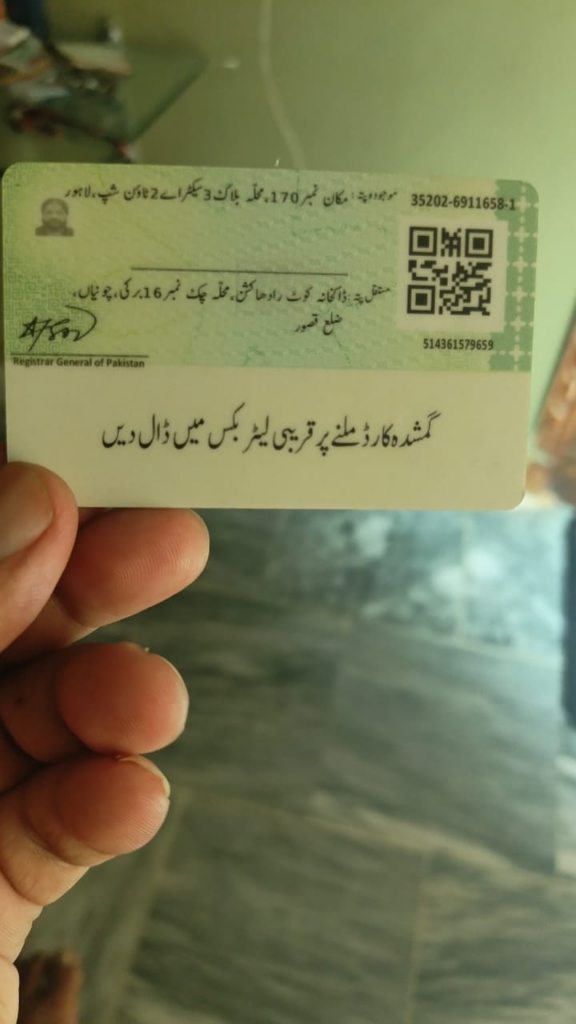 موجودہ پتہ: مکان نمبر 170، محلہ بلاک 3 سیکٹر اے 2 ٹاؤن شپ، لاہور
35202-6911658-1
مستقل پتہ: ڈاکخانہ کوٹ رادھا کشن، محلہ چک نمبر 16 برکی، چونیاں،
ضلع قصور
514361579659
Registrar General of Pakistan
گمشدہ کارڈ ملنے پر قریبی لیٹر بکس میں ڈال دیں